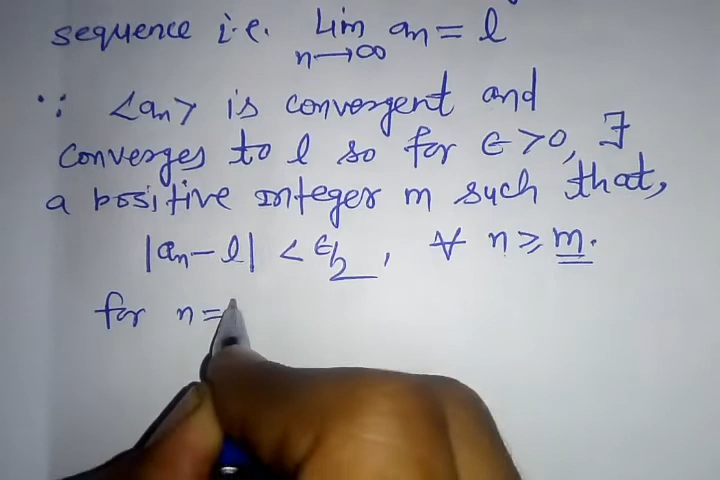 sequence i.e. Lim n→∞ an = l
∵ <an> is convergent and
converges to l so for ϵ>0, ∃
a positive integer m such that,
|an - l| < ϵ/2, ∀ n ≥ m.
for n=